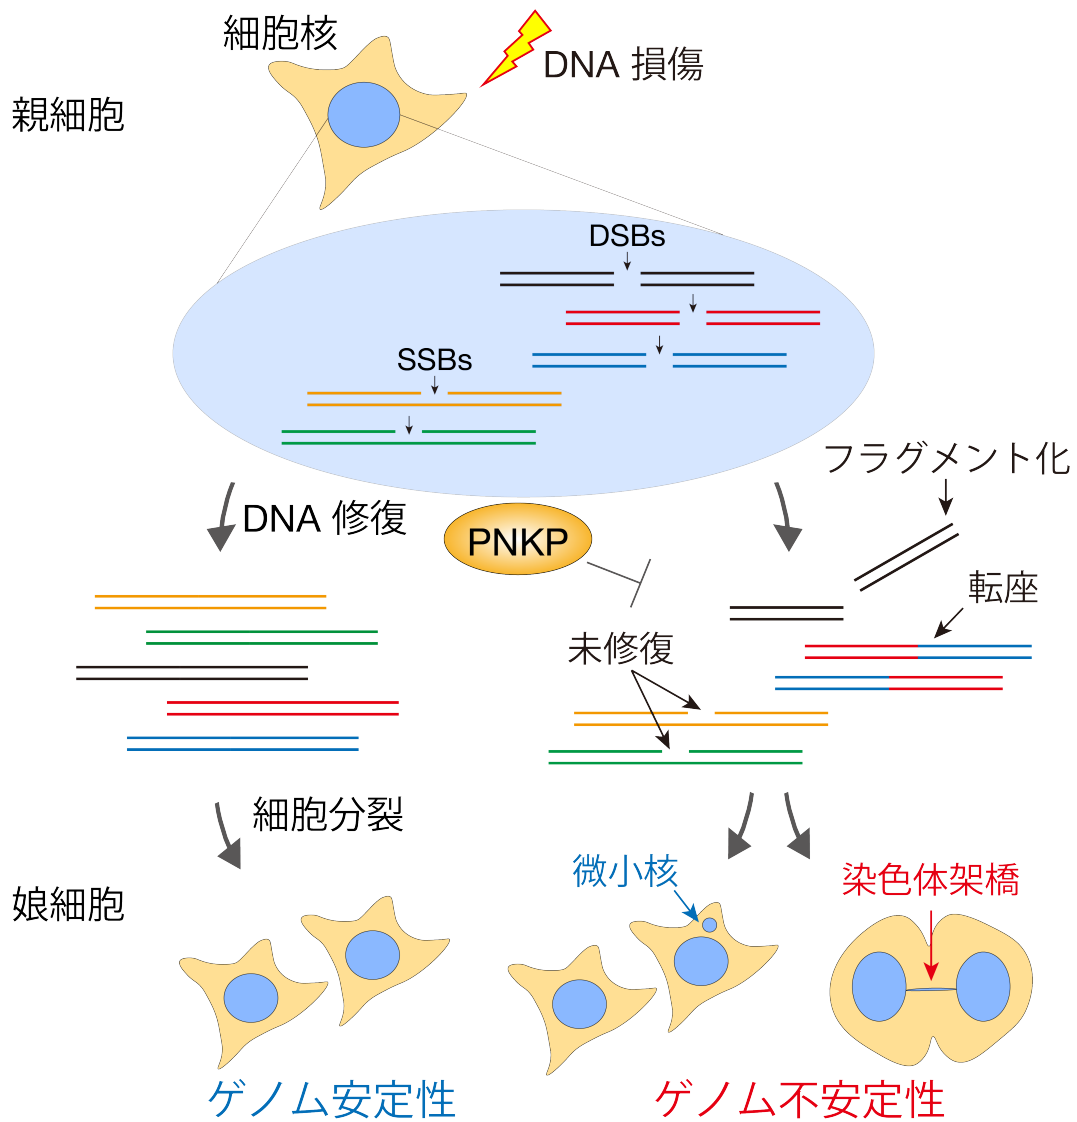 細胞核
DNA 損傷
親細胞
DSBs
SSBs
フラグメント化
DNA 修復
PNKP
転座
未修復
細胞分裂
微小核
染色体架橋
娘細胞
ゲノム安定性
ゲノム不安定性